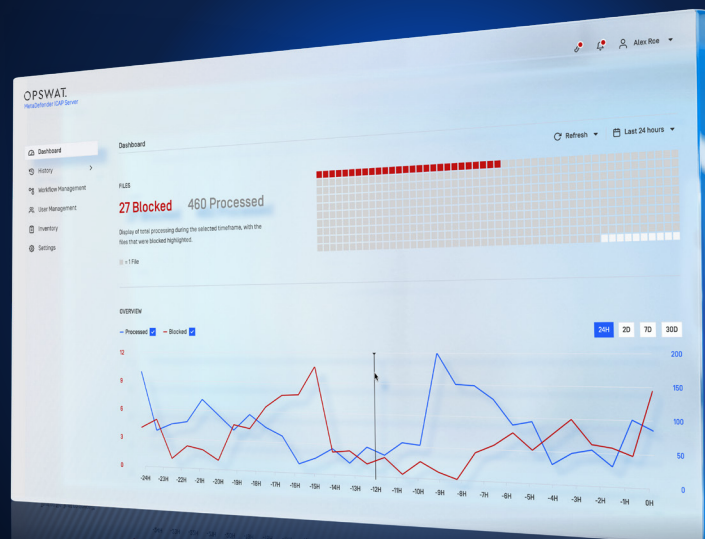 OPSWAT.
MetaDefender ICAP Server
Alex Roe
Dashboard
History
Workflow Management
User Management
Inventory
Settings
Dashboard
Refresh
Last 24 hours
FILES
27 Blocked 460 Processed
Display of total processing during the selected timeframe, with the
files that were blocked highlighted.
= 1 File
OVERVIEW
Processed Blocked
24H 2D 7D 30D
12
9
6
3
0
200
150
100
50
0
-24H -23H -22H -21H -20H -19H -18H -17H -16H -15H -14H -13H -12H -11H -10H -9H -8H -7H -6H -5H -4H -3H -2H -1H 0H